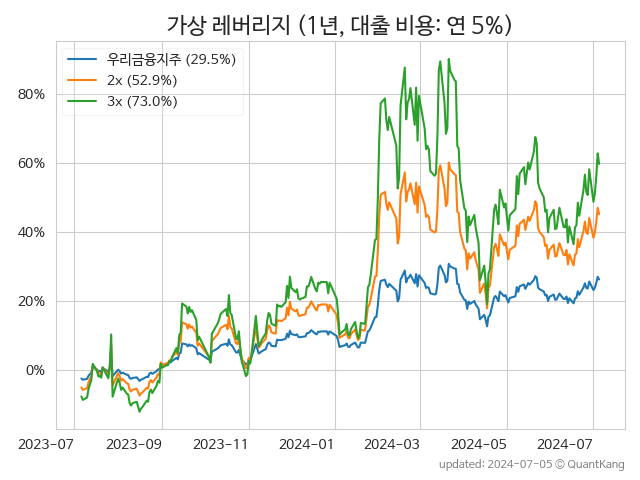 가상 레버리지 (1년, 대출 비용: 연 5%)
우리금융지주 (29.5%)
2x (52.9%)
3x (73.0%)
80%
60%
40%
20%
0%
2023-07 2023-09 2023-11 2024-01 2024-03 2024-05 2024-07
updated: 2024-07-05 © QuantKang